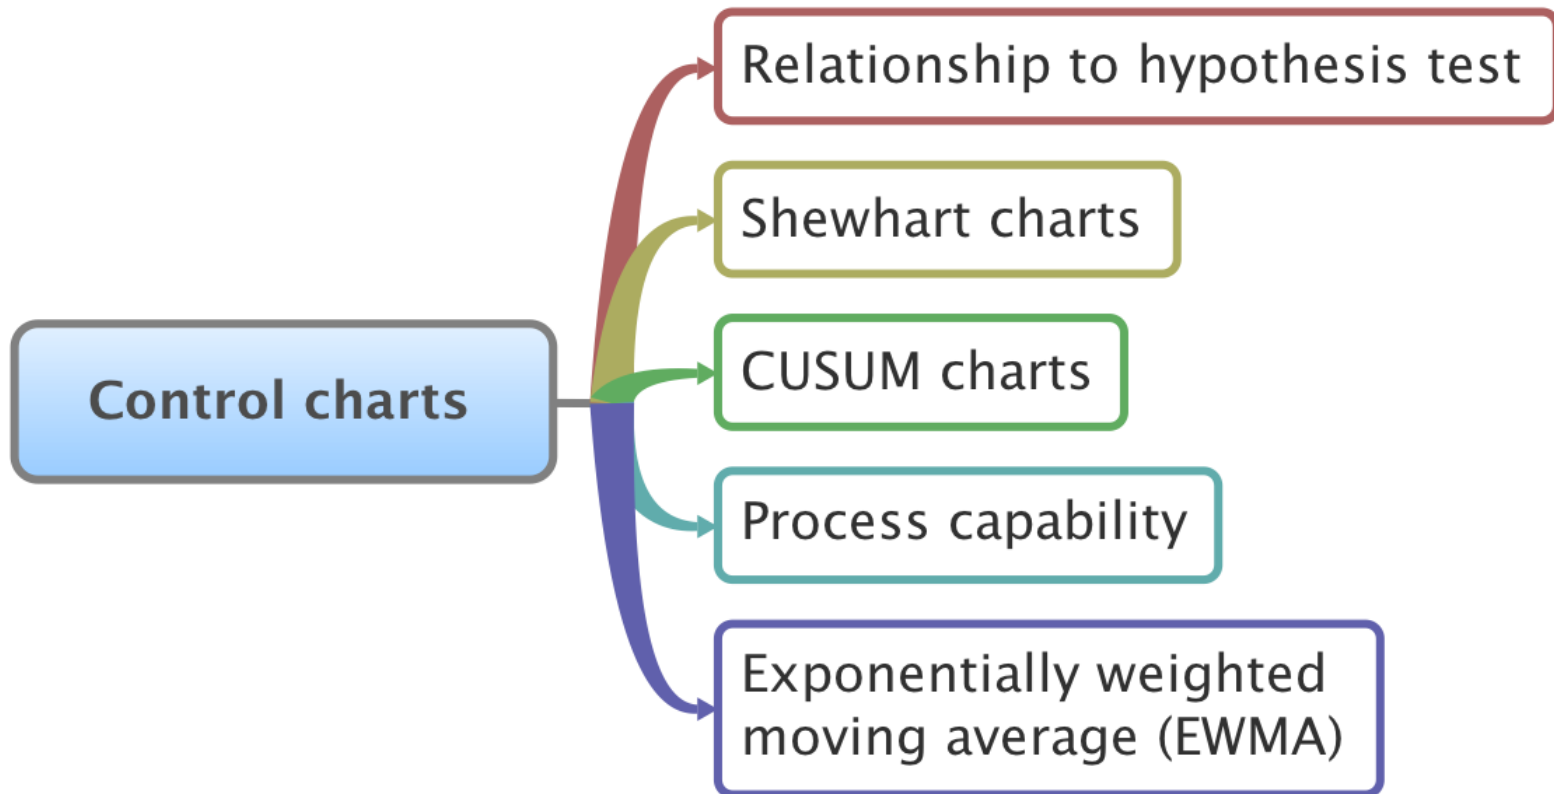 Control charts
Relationship to hypothesis test
Shewhart charts
CUSUM charts
Process capability
Exponentially weighted
moving average (EWMA)